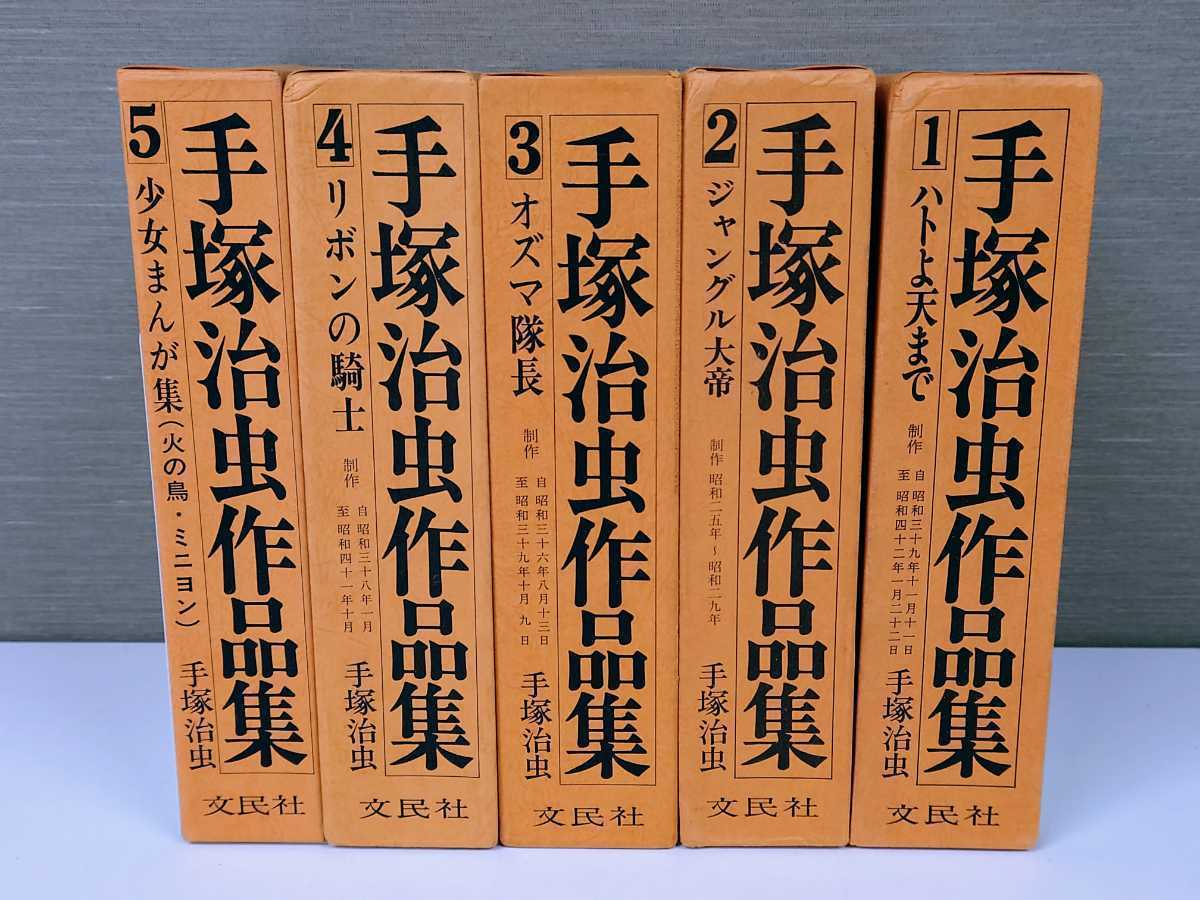 1
手塚治虫作品集
ハトよ天まで
制作
自 昭和三十九年十一月十一日
至 昭和四十二年一月二十二日
手塚治虫
文民社
2
手塚治虫作品集
ジャングル大帝
制作 昭和二五年～昭和二九年
手塚治虫
文民社
3
手塚治虫作品集
オズマ隊長
制作
自 昭和三十六年八月十三日
至 昭和三十九年十月 九 日
手塚治虫
文民社
4
手塚治虫作品集
リボンの騎士
制作
自 昭和三十八年一月
至 昭和四十一年十月
手塚治虫
文民社
5
手塚治虫作品集
少女まんが集(火の鳥・ミニヨン)
手塚治虫
文民社